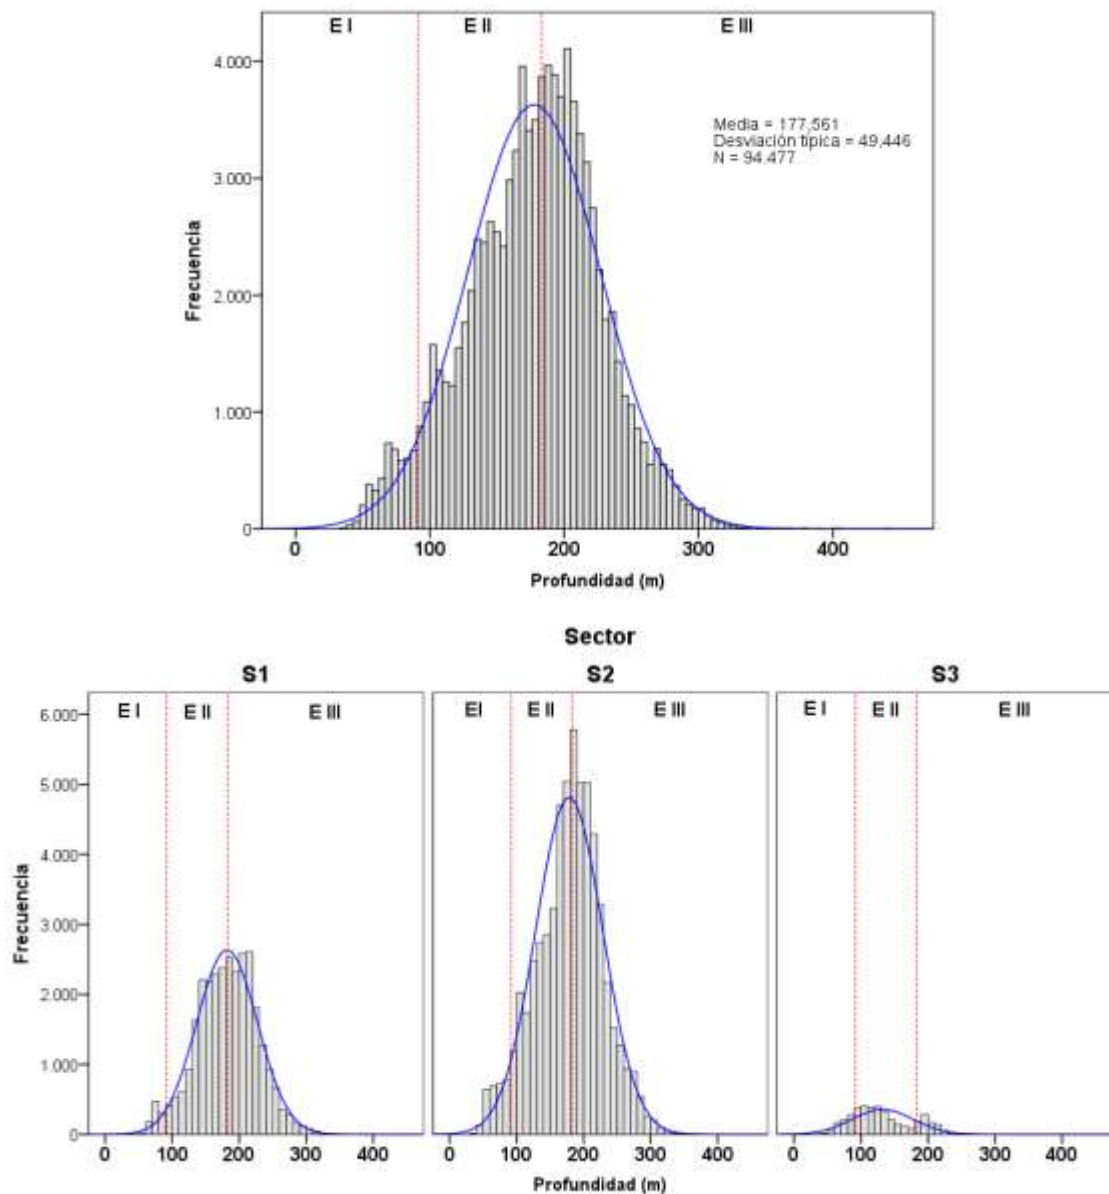 E I E II E III
4.000
Media = 177,561
Desviación típica = 49,446
N = 94.477
3.000
Frecuencia
2.000
1.000
0
0 100 200 300 400
Profundidad (m)
Sector
S1 S2 S3
E I E II E III EI E II E III E I E II E III
6.000
5.000
4.000
Frecuencia
3.000
2.000
1.000
0
0 100 200 300 400 0 100 200 300 400 0 100 200 300 400
Profundidad (m)